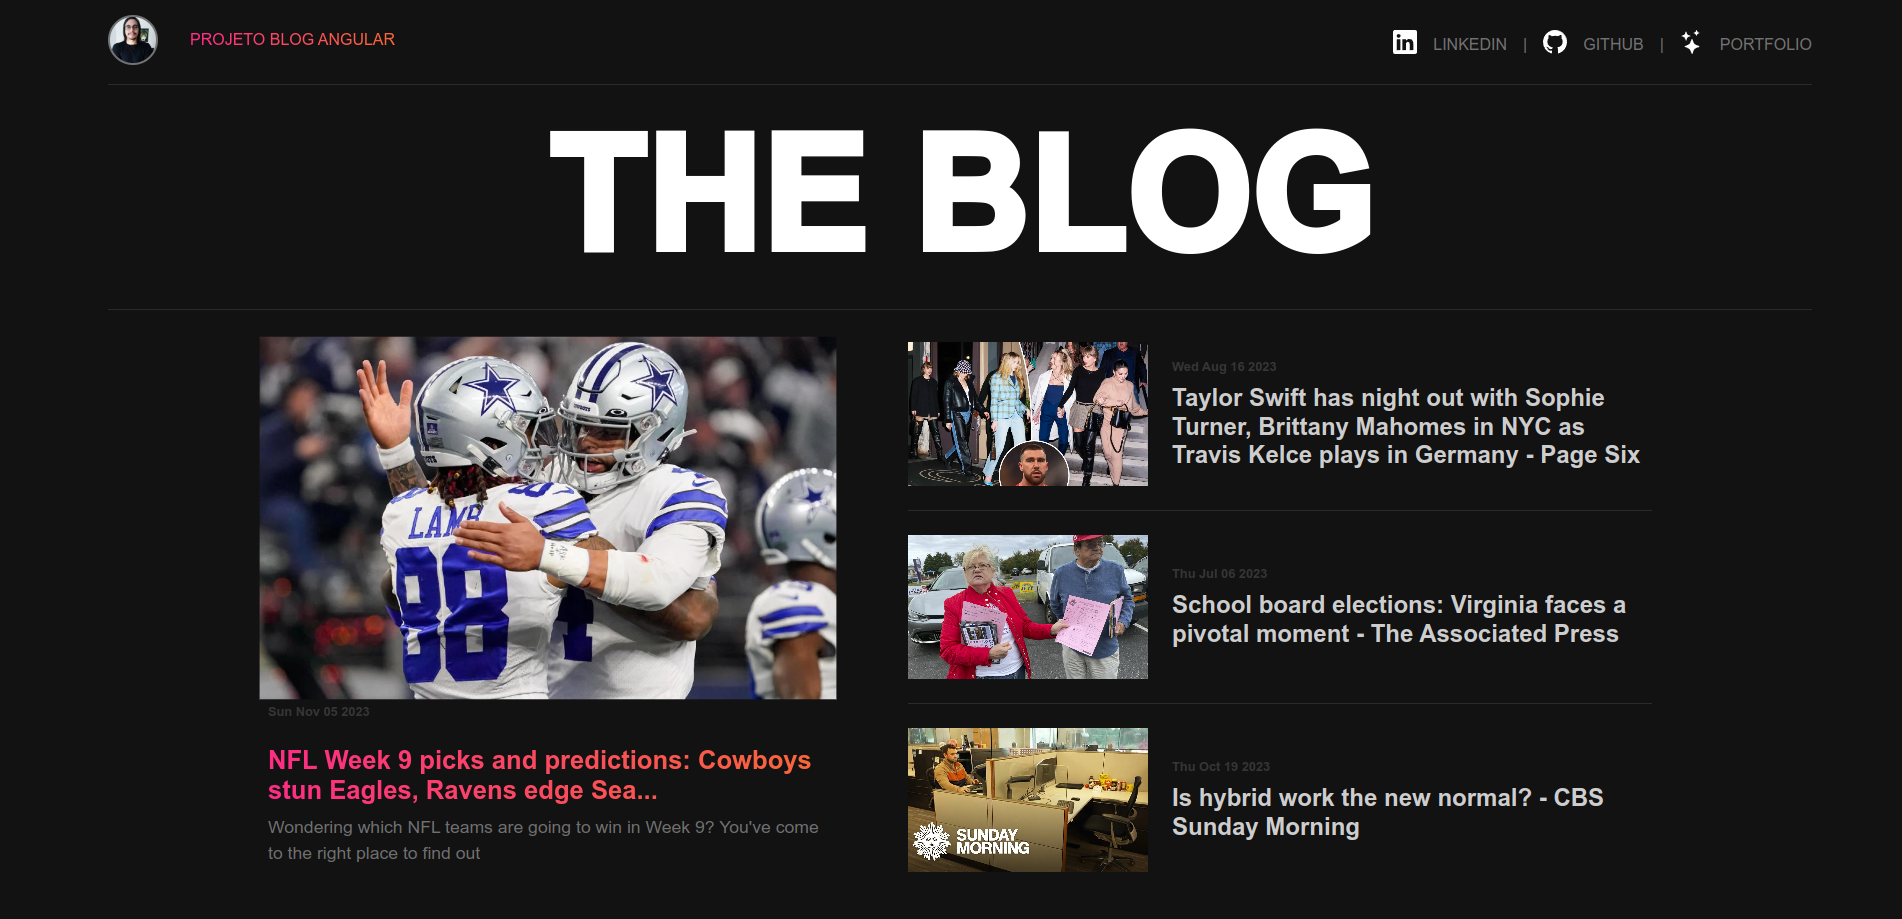 PROJETO BLOG ANGULAR
LINKEDIN | GITHUB | PORTFOLIO
THE BLOG
LAMB
88
Sun Nov 05 2023
NFL Week 9 picks and predictions: Cowboys
stun Eagles, Ravens edge Sea...
Wondering which NFL teams are going to win in Week 9? You've come
to the right place to find out
Wed Aug 16 2023
Taylor Swift has night out with Sophie
Turner, Brittany Mahomes in NYC as
Travis Kelce plays in Germany - Page Six
Thu Jul 06 2023
School board elections: Virginia faces a
pivotal moment - The Associated Press
SUNDAY
MORNING
Thu Oct 19 2023
Is hybrid work the new normal? - CBS
Sunday Morning